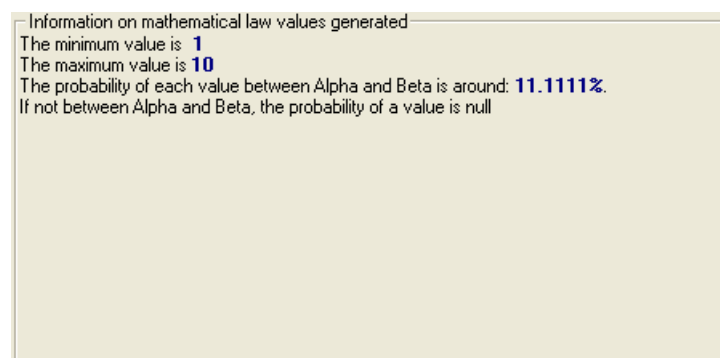 Information on mathematical law values generated
The minimum value is 1
The maximum value is 10
The probability of each value between Alpha and Beta is around: 11.1111%.
If not between Alpha and Beta, the probability of a value is null